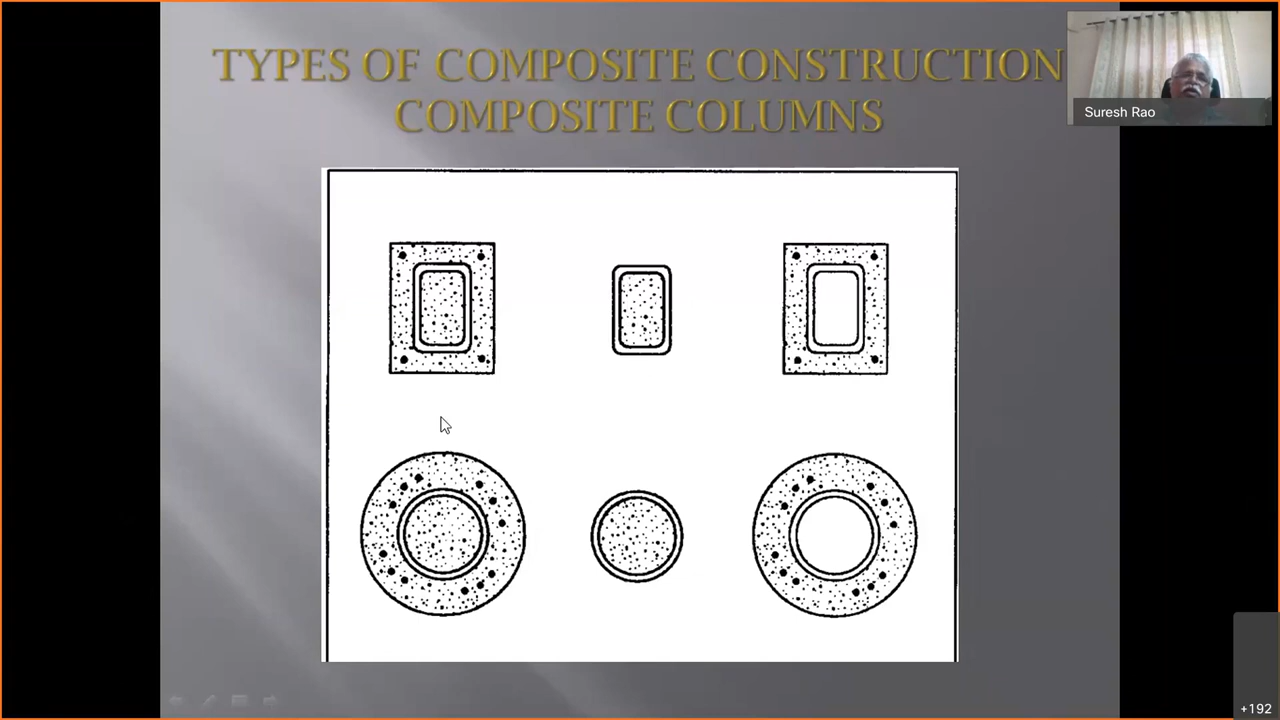 TYPES OF COMPOSITE CONSTRUCTION
COMPOSITE COLUMNS
Suresh Rao
+192